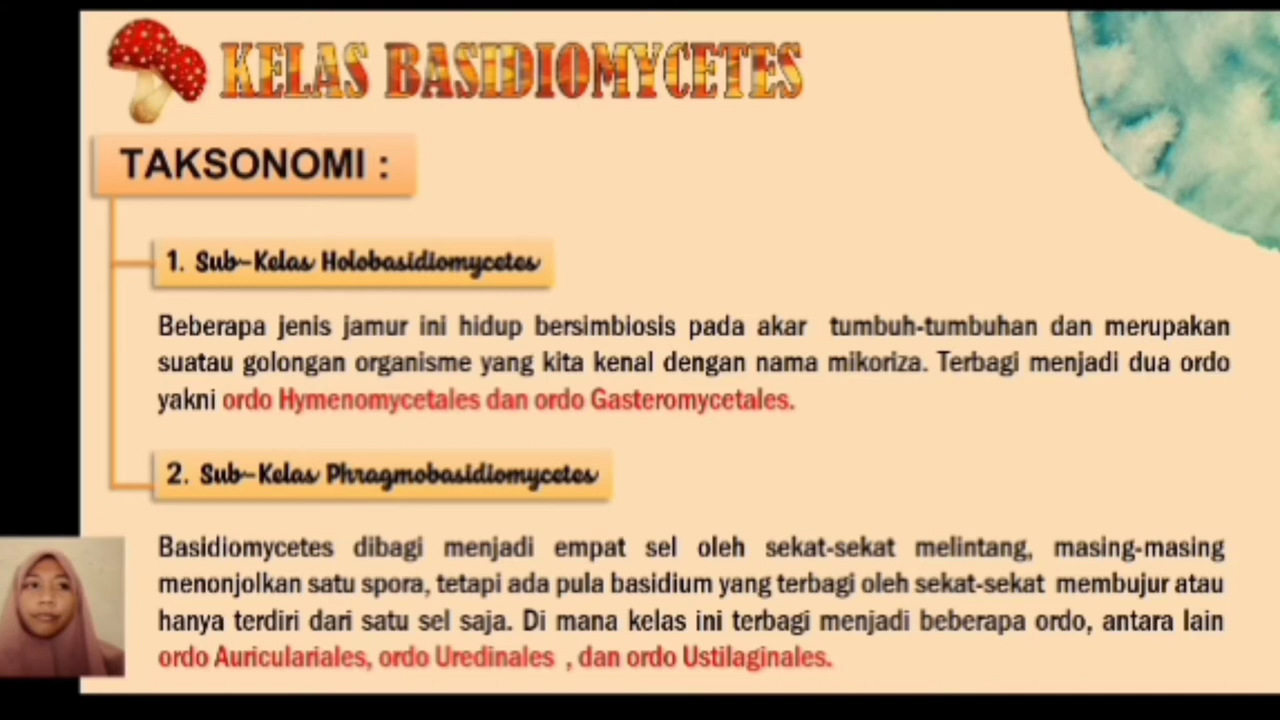 KELAS BASIDIOMYCETES
TAKSONOMI :
1. Sub-Kelas Holobasidiomycetes
Beberapa jenis jamur ini hidup bersimbiosis pada akar tumbuh-tumbuhan dan merupakan
suatu golongan organisme yang kita kenal dengan nama mikoriza. Terbagi menjadi dua ordo
yakni ordo Hymenomycetales dan ordo Gasteromycetales.
2. Sub-Kelas Phragmobasidiomycetes
Basidiomycetes dibagi menjadi empat sel oleh sekat-sekat melintang, masing-masing
menonjolkan satu spora, tetapi ada pula basidium yang terbagi oleh sekat-sekat membujur atau
hanya terdiri dari satu sel saja. Di mana kelas ini terbagi menjadi beberapa ordo, antara lain
ordo Auriculariales, ordo Uredinales , dan ordo Ustilaginales.